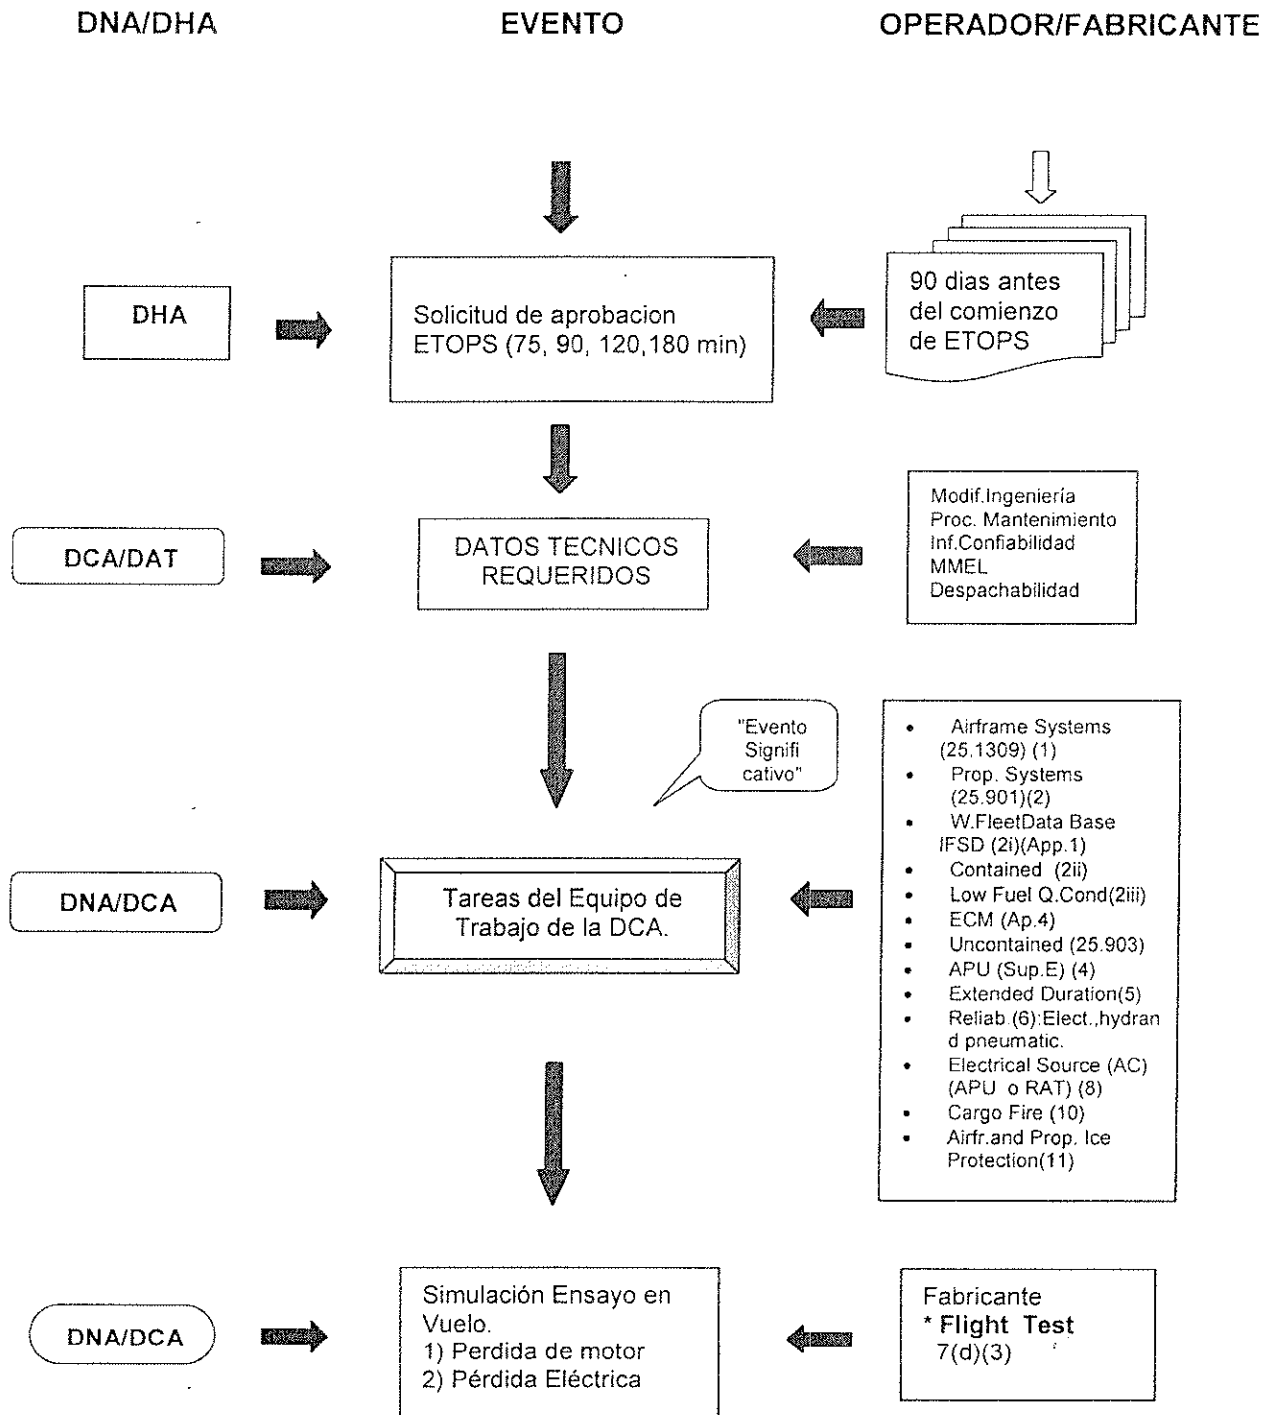 DNA/DHA
EVENTO
OPERADOR/FABRICANTE
DHA
Solicitud de aprobacion
ETOPS (75, 90, 120,180 min)
90 dias antes
del comienzo
de ETOPS
DCA/DAT
DATOS TECNICOS
REQUERIDOS
Modif.Ingeniería
Proc. Mantenimiento
Inf.Confiabilidad
MMEL
Despachabilidad
"Evento
Signifi
cativo"
DNA/DCA
Tareas del Equipo de
Trabajo de la DCA.
• Airframe Systems
(25.1309) (1)
• Prop. Systems
(25.901)(2)
• W.FleetData Base
IFSD (2i)(App.1)
• Contained (2ii)
• Low Fuel Q.Cond(2iii)
• ECM (Ap.4)
• Uncontained (25.903)
• APU (Sup.E) (4)
• Extended Duration(5)
• Reliab.(6):Elect.,hydran
d pneumatic.
• Electrical Source (AC)
(APU o RAT) (8)
• Cargo Fire (10)
• Airfr.and Prop. Ice
Protection(11)
DNA/DCA
Simulación Ensayo en
Vuelo.
1) Perdida de motor
2) Pérdida Eléctrica
Fabricante
* Flight Test
7(d)(3)